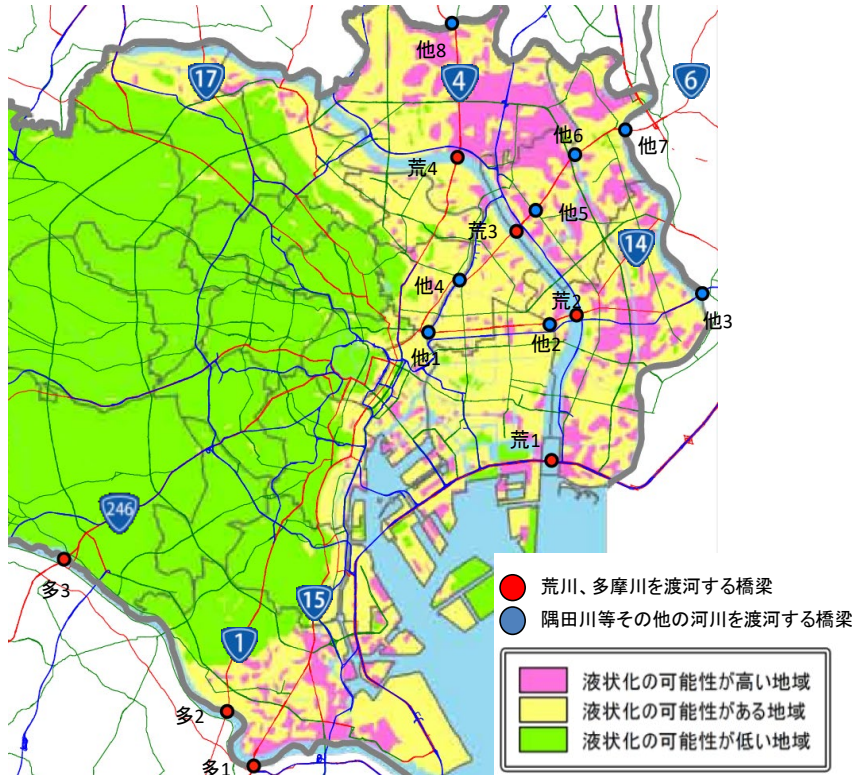 他8
17
4
6
他6
他7
荒4
他5
荒3
14
他4
荒2
他3
他1
他2
荒1
246
多3
荒川、多摩川を渡河する橋梁
15
隅田川等その他の河川を渡河する橋梁
1
液状化の可能性が高い地域
多2
液状化の可能性がある地域
液状化の可能性が低い地域
多1